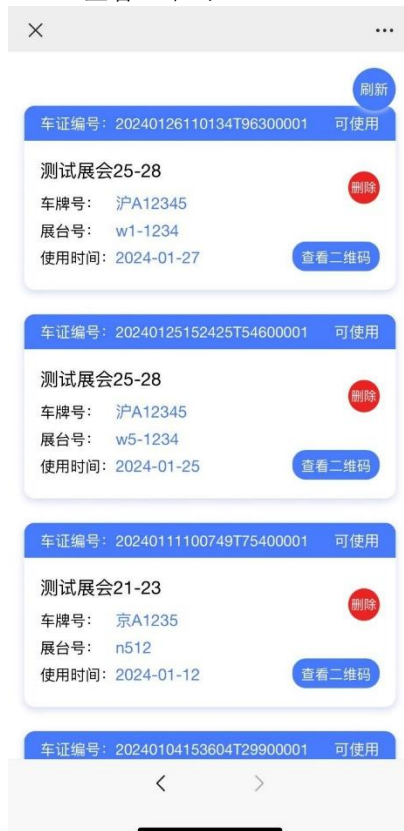 刷新
车证编号：20240126110134T96300001 可使用
测试展会25-28
删除
车牌号： 沪A12345
展台号： w1-1234
使用时间：2024-01-27 查看二维码
车证编号：20240125152425T54600001 可使用
测试展会25-28
删除
车牌号： 沪A12345
展台号： w5-1234
使用时间：2024-01-25 查看二维码
车证编号：20240111100749T75400001 可使用
测试展会21-23
删除
车牌号： 京A1235
展台号： n512
使用时间：2024-01-12 查看二维码
车证编号：20240104153604T29900001 可使用